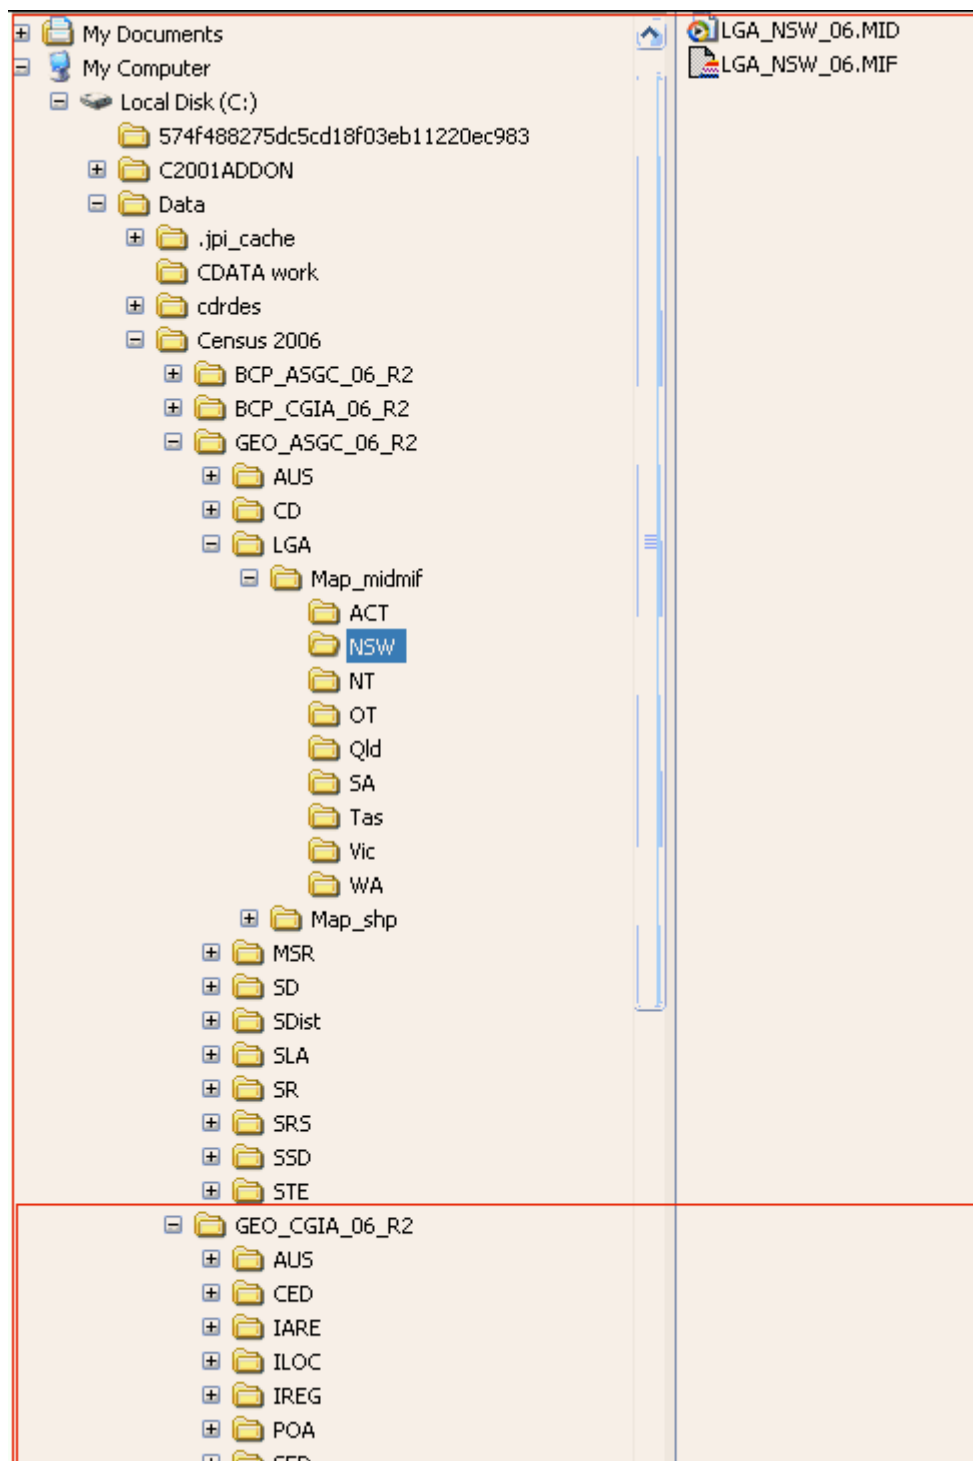 My Documents
My Computer
Local Disk (C:)
574f488275dc5cd18f03eb11220ec983
C2001ADDON
Data
.jpi_cache
CDATA work
cdrdes
Census 2006
BCP_ASGC_06_R2
BCP_CGIA_06_R2
GEO_ASGC_06_R2
AUS
CD
LGA
Map_midmif
ACT
NSW
NT
OT
Qld
SA
Tas
Vic
WA
Map_shp
MSR
SD
SDist
SLA
SR
SRS
SSD
STE
GEO_CGIA_06_R2
AUS
CED
IARE
ILOC
IREG
POA
LGA_NSW_06.MID
LGA_NSW_06.MIF